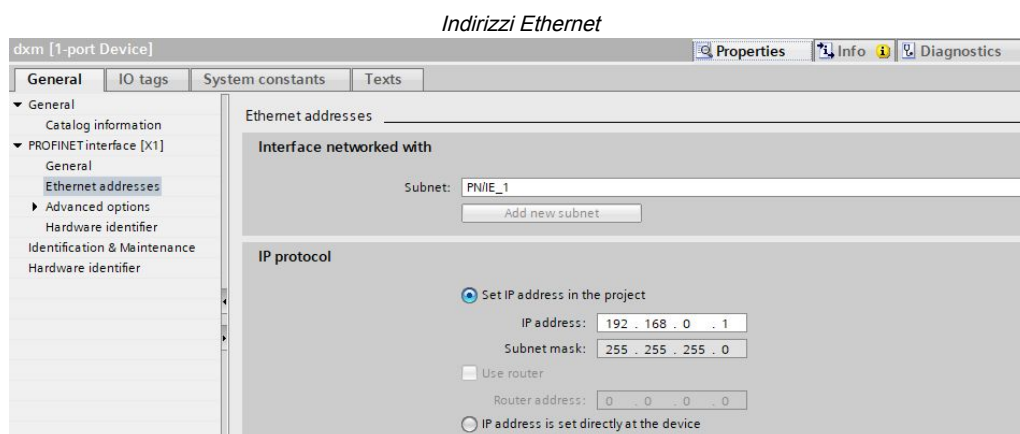 Indirizzi Ethernet
dxm [1-port Device]
Properties
Info
Diagnostics
General
IO tags
System constants
Texts
General
Catalog information
PROFINET interface [X1]
General
Ethernet addresses
Advanced options
Hardware identifier
Identification & Maintenance
Hardware identifier
Ethernet addresses
Interface networked with
Subnet: PN/IE_1
Add new subnet
IP protocol
Set IP address in the project
IP address: 192 . 168 . 0 . 1
Subnet mask: 255 . 255 . 255 . 0
Use router
Router address: 0 . 0 . 0 . 0
IP address is set directly at the device